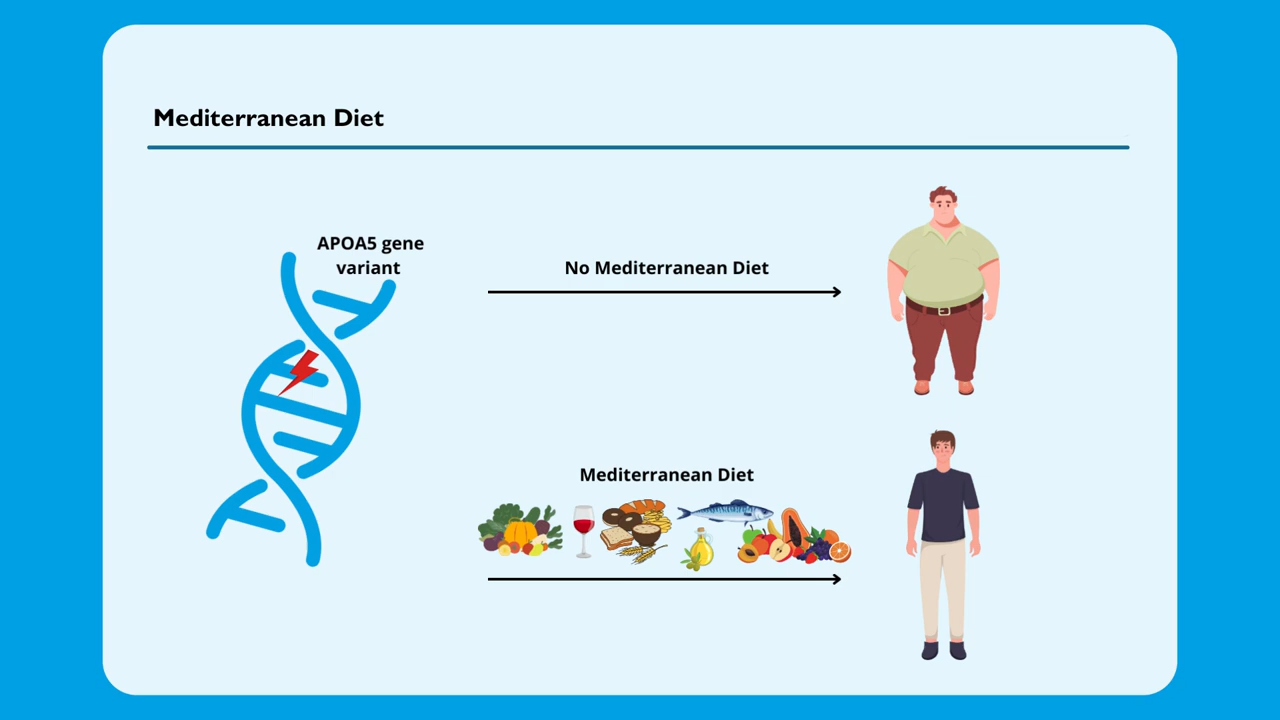 Mediterranean Diet
APOA5 gene
variant
No Mediterranean Diet
Mediterranean Diet